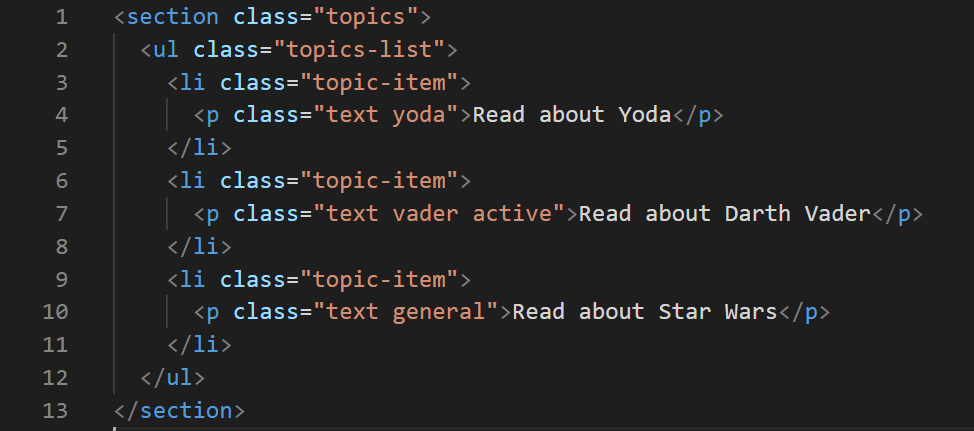 1 <section class="topics">
2 <ul class="topics-list">
3 <li class="topic-item">
4 <p class="text yoda">Read about Yoda</p>
5 </li>
6 <li class="topic-item">
7 <p class="text vader active">Read about Darth Vader</p>
8 </li>
9 <li class="topic-item">
10 <p class="text general">Read about Star Wars</p>
11 </li>
12 </ul>
13 </section>